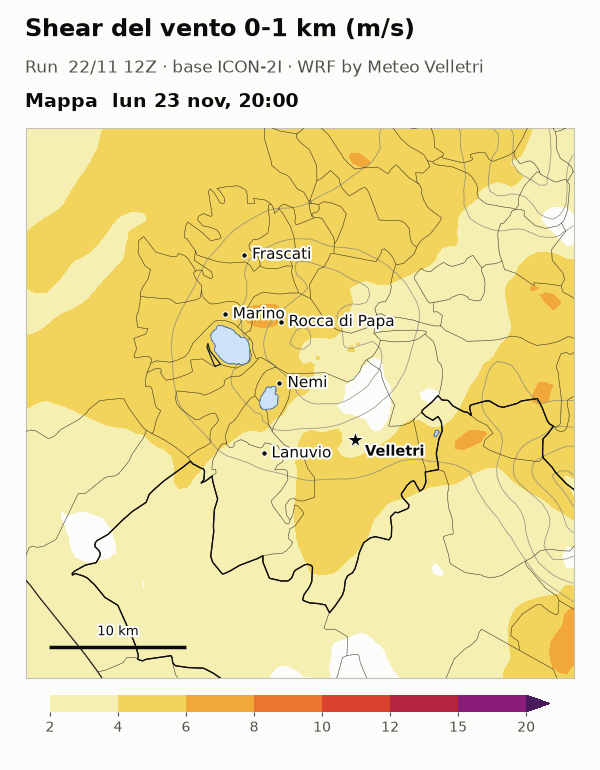 Shear del vento 0-1 km (m/s)
Run  22/11 12Z · base ICON-2I · WRF by Meteo Velletri
Mappa  lun 23 nov, 20:00
Frascati
Marino
Rocca di Papa
Nemi
Velletri
Lanuvio
10 km
2 4 6 8 10 12 15 20